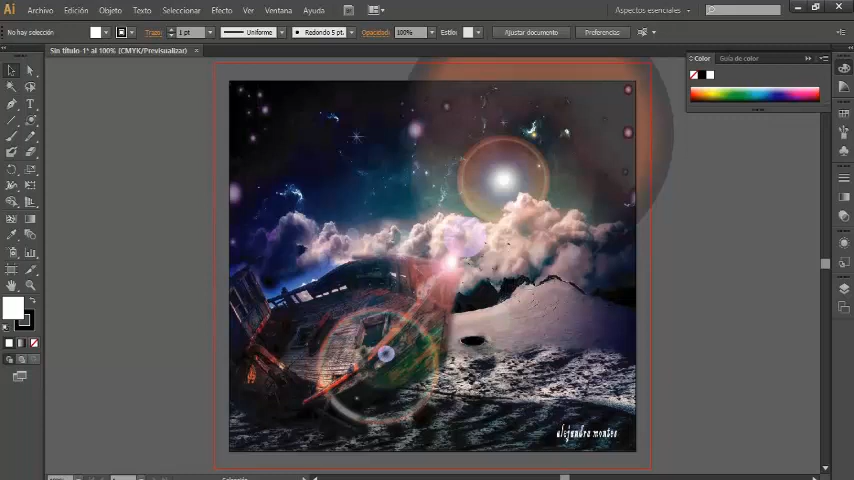 Ai Archivo Edición Objeto Texto Seleccionar Efecto Ver Ventana Ayuda Aspectos esenciales
No hay selección Trazo: 1 pt Uniforme Redondo 5 pt. Opacidad: 100% Estilo: Ajustar documento Preferencias
Sin título 1* al 100% (CMYK/Previsualizar) ×
Color Guía de color
T
alejandra montes
Selección